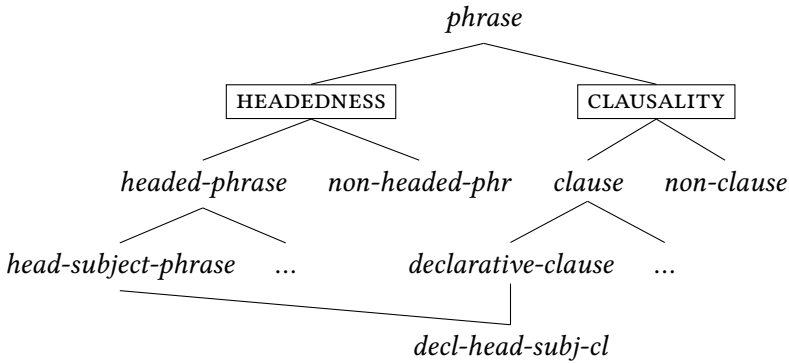 phrase
HEADEDNESS CLAUSALITY
headed-phrase non-headed-phr clause non-clause
head-subject-phrase ... declarative-clause ...
decl-head-subj-cl